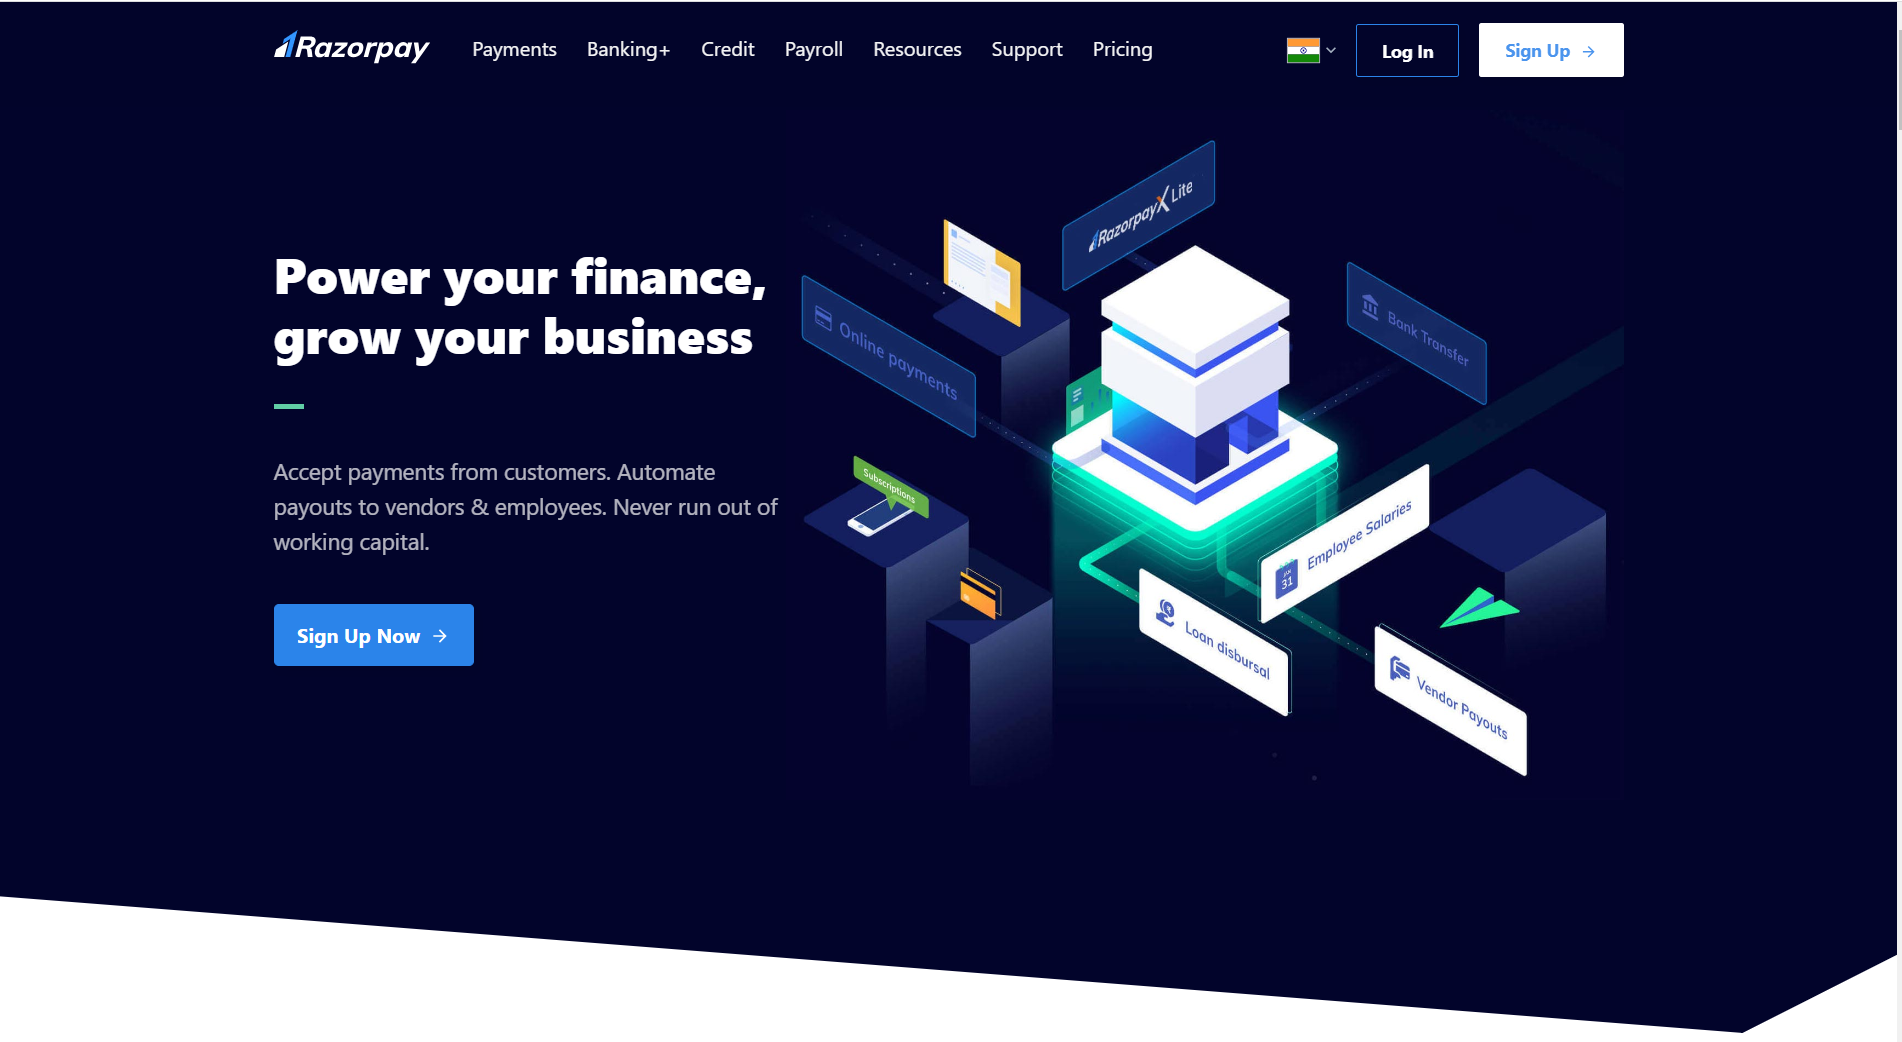 Razorpay
Payments
Banking+
Credit
Payroll
Resources
Support
Pricing
Log In
Sign Up →
Power your finance,
grow your business
Accept payments from customers. Automate
payouts to vendors & employees. Never run out of
working capital.
Sign Up Now →
RazorpayX Lite
Online payments
Bank Transfer
Subscriptions
Employee Salaries
JAN
31
Loan disbursal
Vendor Payouts